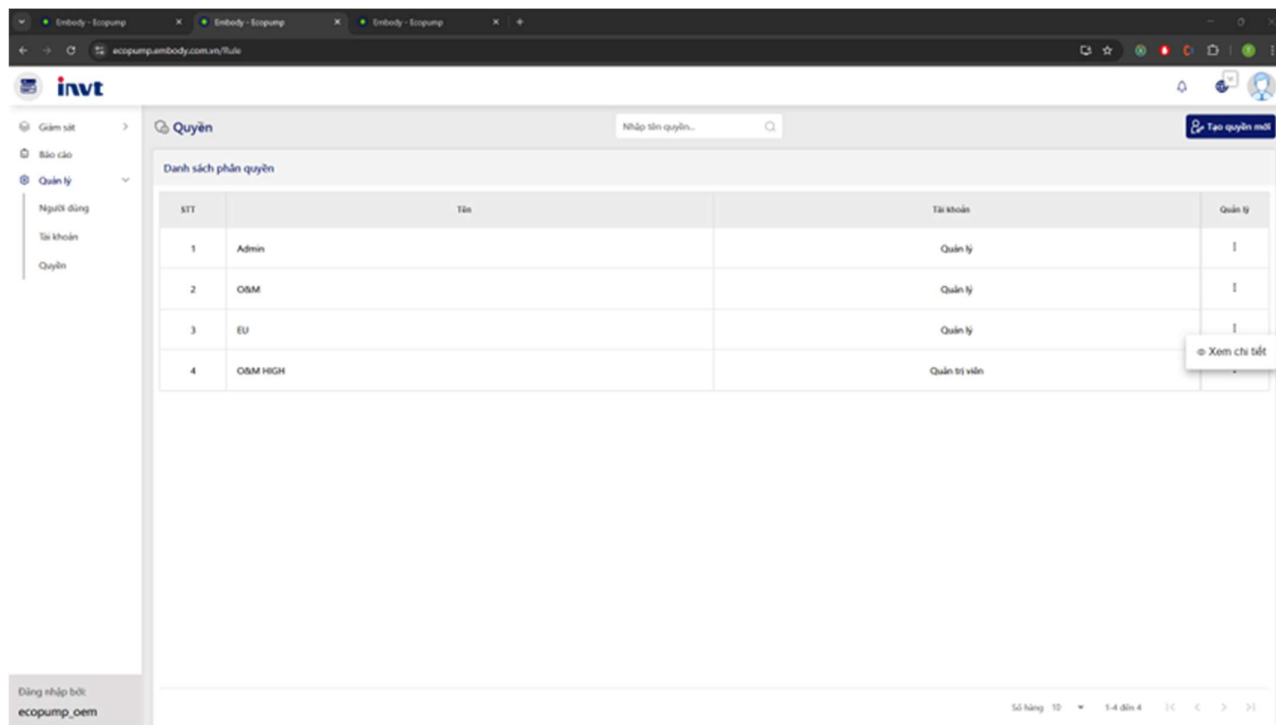 Embody - Ecopump
Embody - Ecopump
Embody - Ecopump
ecopump.embody.com.vn/Rule
invt
Giám sát
Báo cáo
Quản lý
Người dùng
Tài khoản
Quyền
Quyền
Nhập tên quyền...
Tạo quyền mới
Danh sách phân quyền
STT Tên Tài khoản Quản lý
1 Admin Quản lý
2 O&M Quản lý
3 EU Quản lý
Xem chi tiết
4 O&M HIGH Quản trị viên
Đăng nhập bởi:
ecopump_oem
Số hàng 10 1-4 đến 4